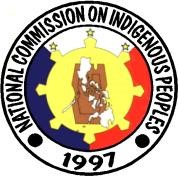 NATIONAL COMMISSION ON INDIGENOUS PEOPLES
1997